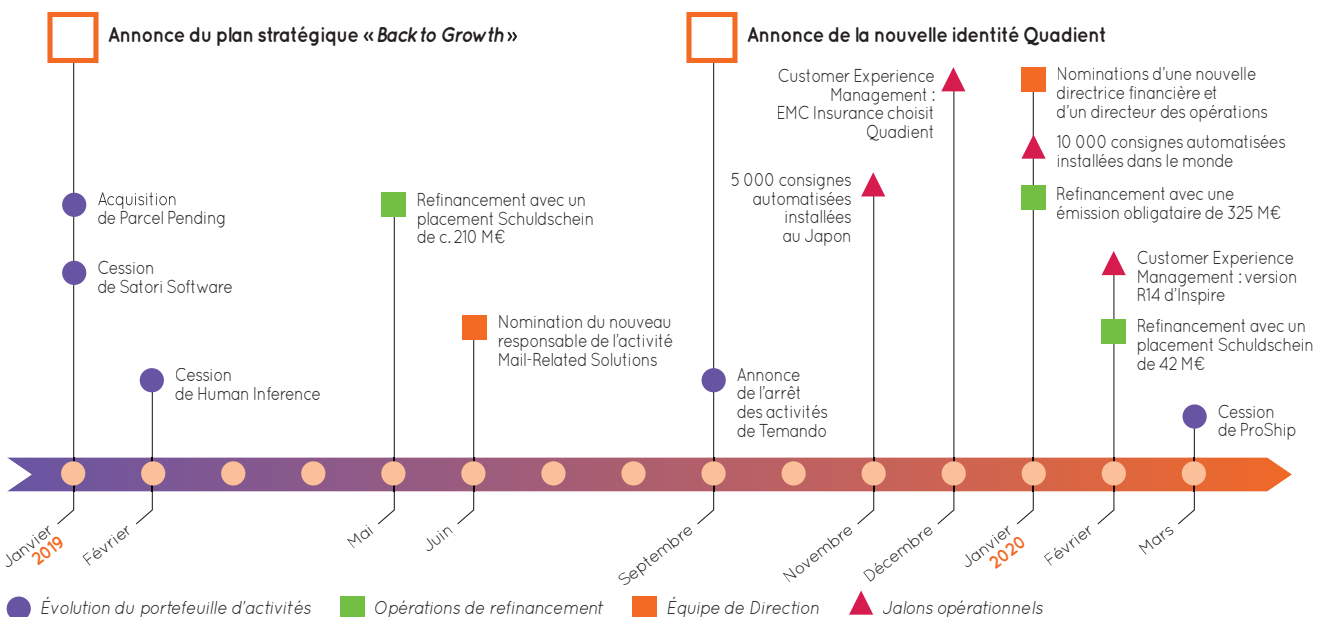 Annonce du plan stratégique « Back to Growth »
Annonce de la nouvelle identité Quadient
Acquisition
de Parcel Pending
Cession
de Satori Software
Cession
de Human Inference
Refinancement avec un
placement Schuldschein
de c. 210 M€
Nomination du nouveau
responsable de l'activité
Mail-Related Solutions
Annonce
de l'arrêt
des activités
de Temando
5 000 consignes
automatisées
installées
au Japon
Customer Experience
Management :
EMC Insurance choisit
Quadient
Nominations d'une nouvelle
directrice financière et
d'un directeur des opérations
10 000 consignes automatisées
installées dans le monde
Refinancement avec une
émission obligataire de 325 M€
Customer Experience
Management : version
R14 d'Inspire
Refinancement avec un
placement Schuldschein
de 42 M€
Cession
de ProShip
Janvier
2019
Février
Mai
Juin
Septembre
Novembre
Décembre
Janvier
2020
Février
Mars
Évolution du portefeuille d'activités
Opérations de refinancement
Équipe de Direction
Jalons opérationnels